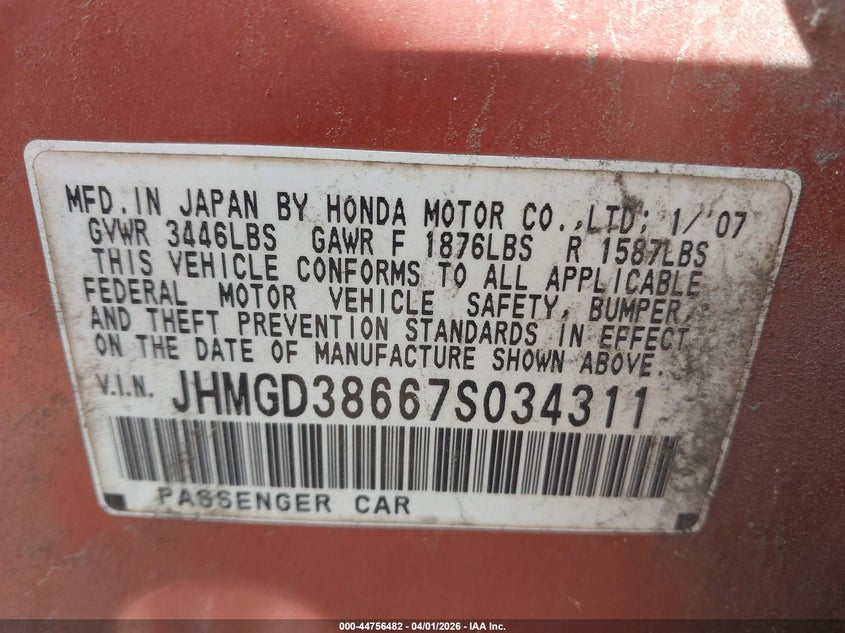 MFD. IN JAPAN BY HONDA MOTOR CO., LTD; 1/'07
GVWR 3446LBS GAWR F 1876LBS R 1587LBS
THIS VEHICLE CONFORMS TO ALL APPLICABLE
FEDERAL MOTOR VEHICLE SAFETY, BUMPER,
AND THEFT PREVENTION STANDARDS IN EFFECT
ON THE DATE OF MANUFACTURE SHOWN ABOVE.
V.I.N. JHMGD38667S034311
PASSENGER CAR
000-44756482 - 04/01/2026 - IAA Inc.